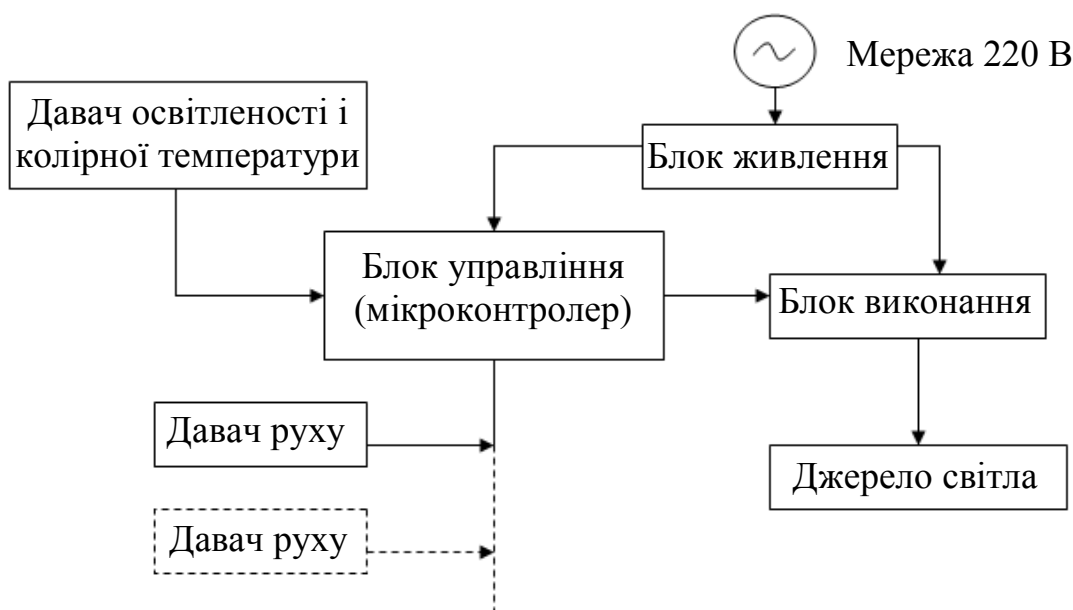 Мережа 220 В
Давач освітленості і
колірної температури
Блок живлення
Блок управління
(мікроконтролер)
Блок виконання
Давач руху
Джерело світла
Давач руху